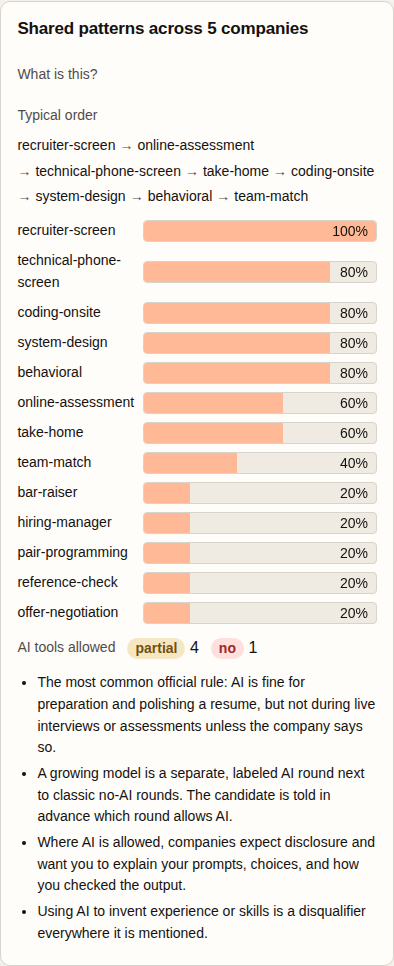 Shared patterns across 5 companies
What is this?
Typical order
recruiter-screen → online-assessment
→ technical-phone-screen → take-home → coding-onsite
→ system-design → behavioral → team-match
recruiter-screen 100%
technical-phone-
screen 80%
coding-onsite 80%
system-design 80%
behavioral 80%
online-assessment 60%
take-home 60%
team-match 40%
bar-raiser 20%
hiring-manager 20%
pair-programming 20%
reference-check 20%
offer-negotiation 20%
AI tools allowed partial 4 no 1
• The most common official rule: AI is fine for
preparation and polishing a resume, but not during live
interviews or assessments unless the company says
so.
• A growing model is a separate, labeled AI round next
to classic no-AI rounds. The candidate is told in
advance which round allows AI.
• Where AI is allowed, companies expect disclosure and
want you to explain your prompts, choices, and how
you checked the output.
• Using AI to invent experience or skills is a disqualifier
everywhere it is mentioned.